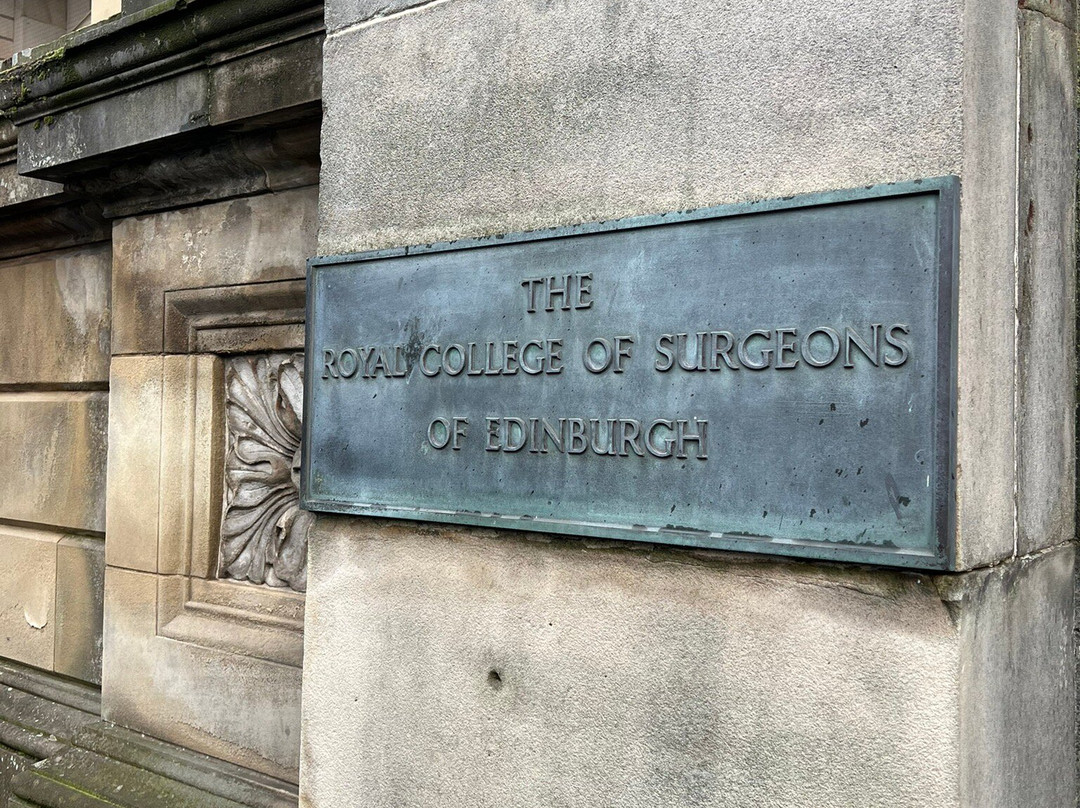 THE
ROYAL COLLEGE OF SURGEONS
OF EDINBURGH